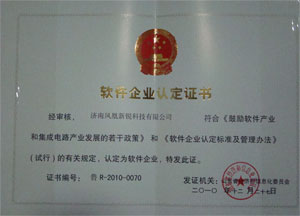 软件企业认定证书
经审核， 济南凤凰新锐科技有限公司 符合《鼓励软件产业
和集成电路产业发展的若干政策》和《软件企业认定标准及管理办法》
（试行）的有关规定，认定为软件企业，特发此证。
证书编号： 鲁R-2010-0070 发证机关：
二〇一〇年十二月二十七日